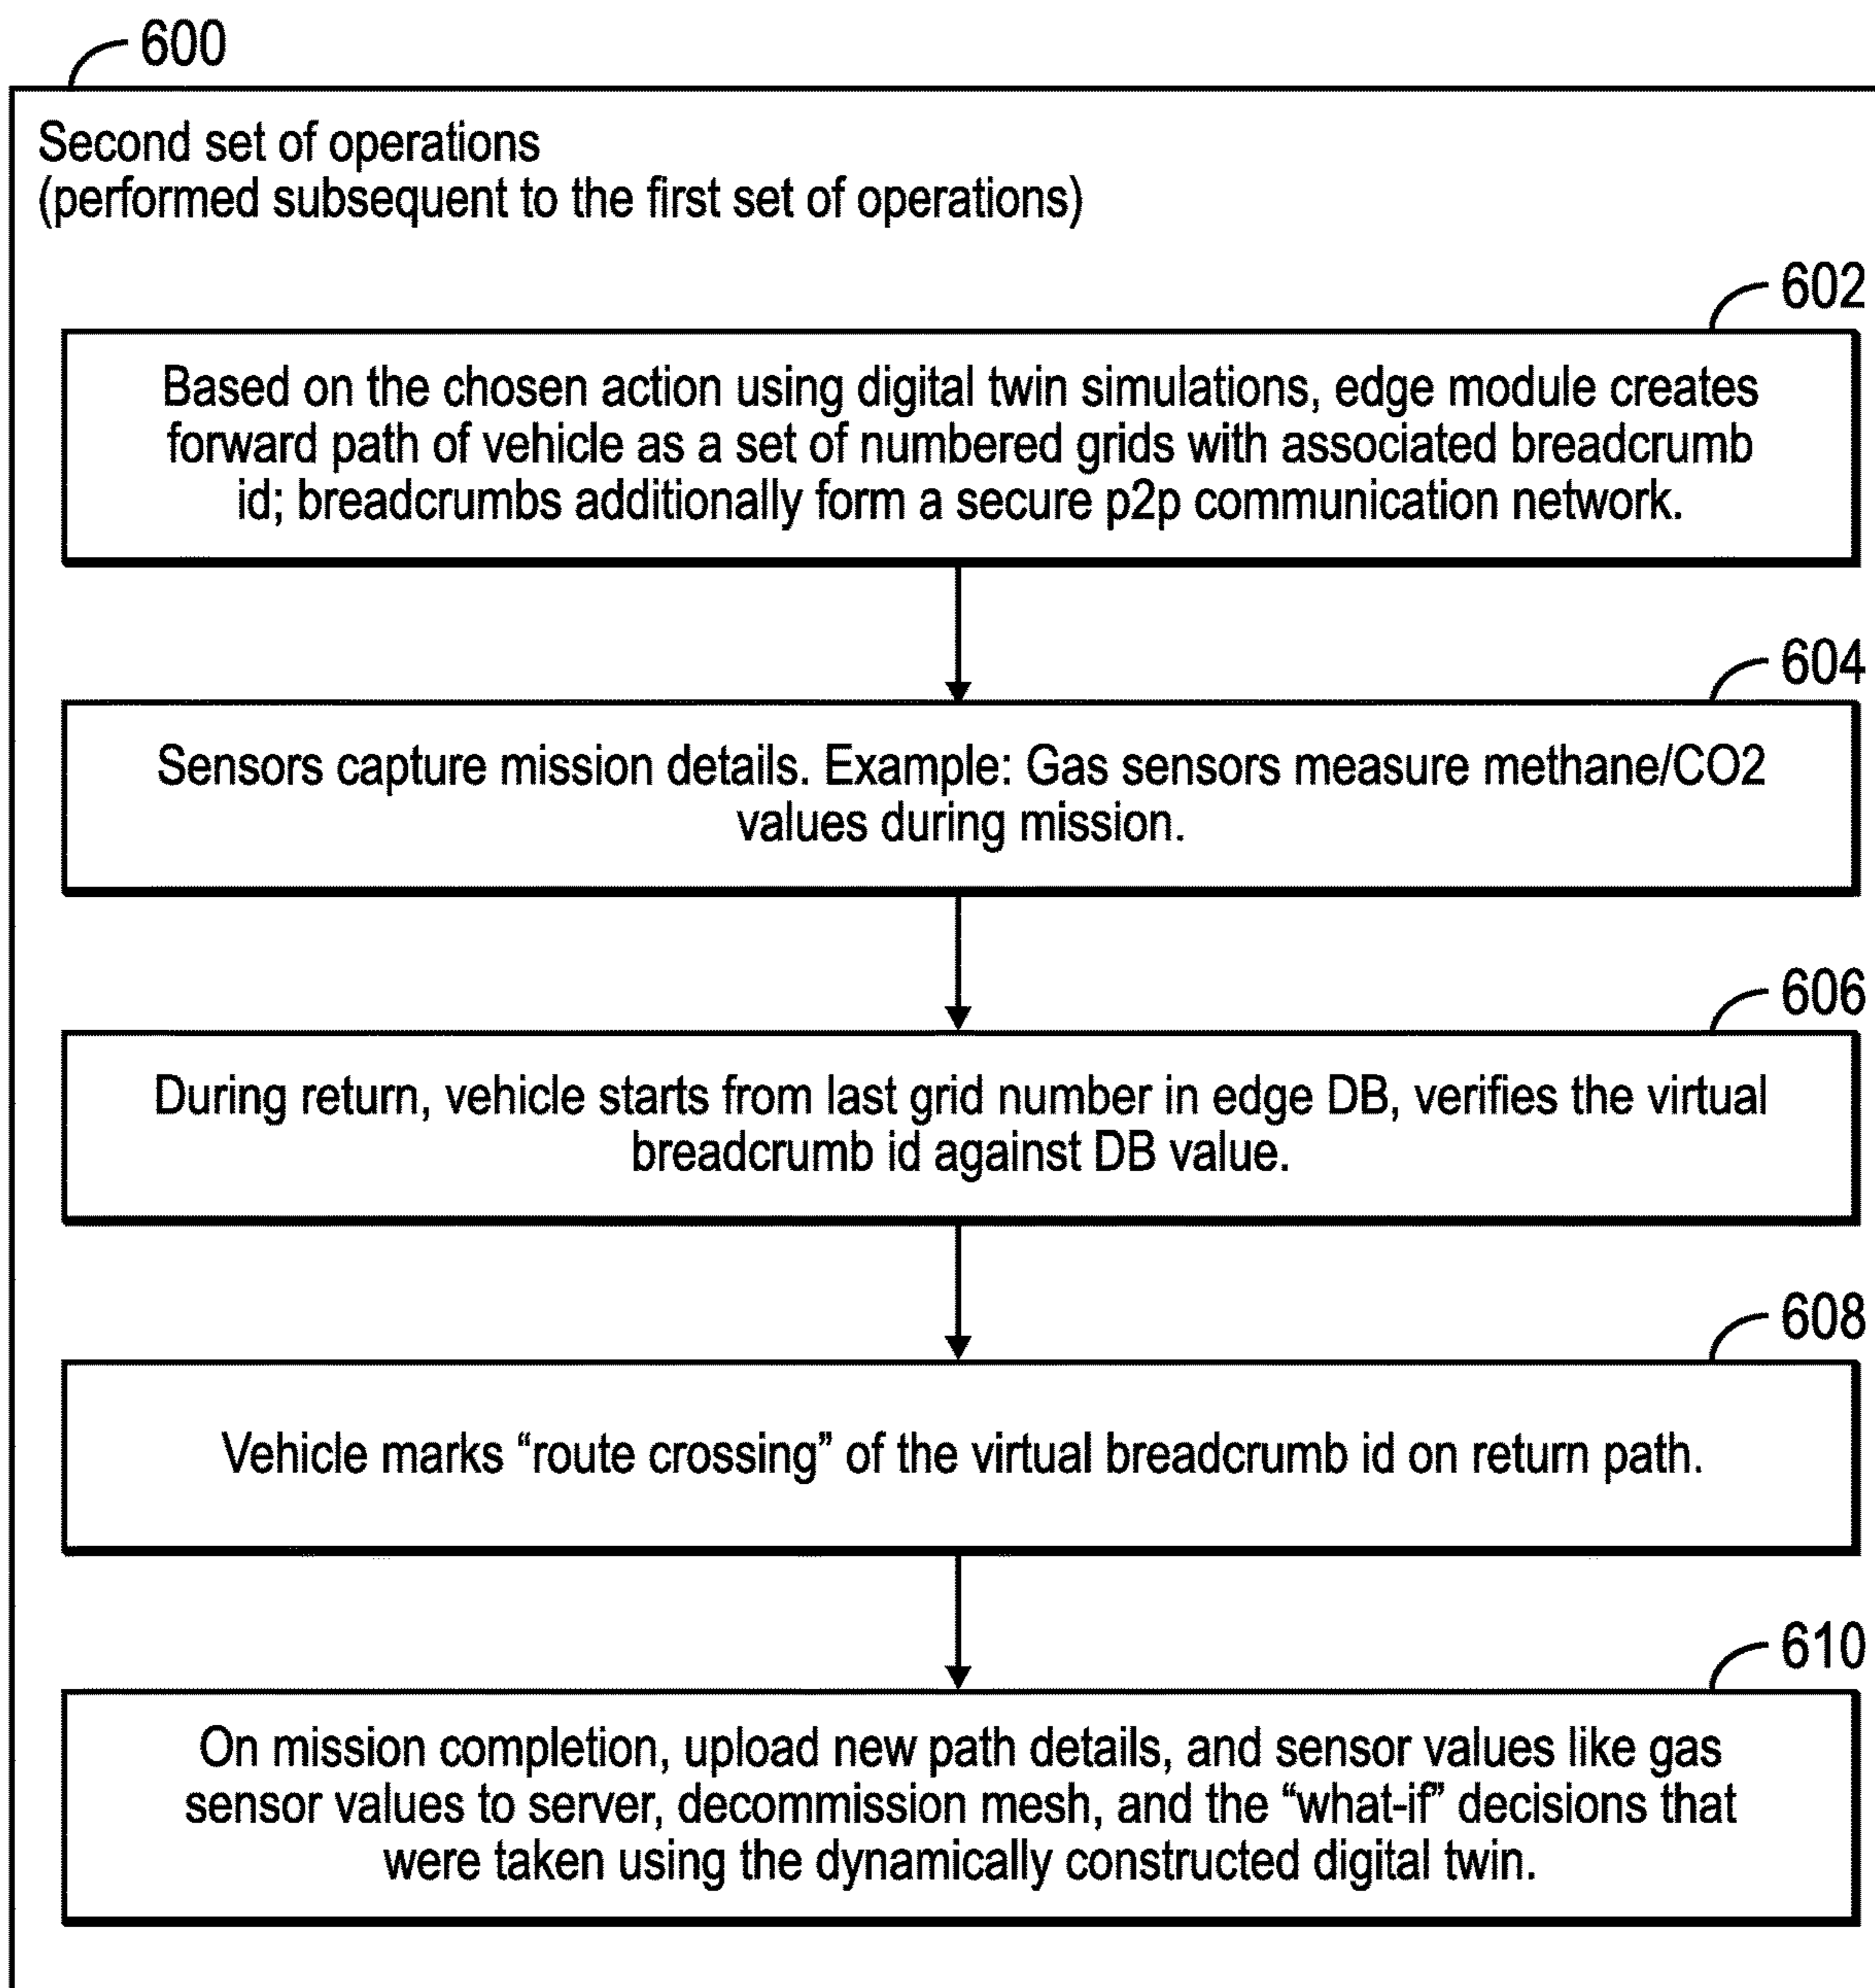 600
Second set of operations
(performed subsequent to the first set of operations)
602
Based on the chosen action using digital twin simulations, edge module creates
forward path of vehicle as a set of numbered grids with associated breadcrumb
id; breadcrumbs additionally form a secure p2p communication network.
604
Sensors capture mission details. Example: Gas sensors measure methane/CO2
values during mission.
606
During return, vehicle starts from last grid number in edge DB, verifies the virtual
breadcrumb id against DB value.
608
Vehicle marks “route crossing” of the virtual breadcrumb id on return path.
610
On mission completion, upload new path details, and sensor values like gas
sensor values to server, decommission mesh, and the “what-if” decisions that
were taken using the dynamically constructed digital twin.